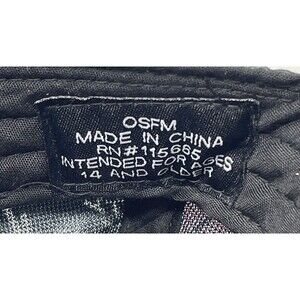 OSFM
MADE IN CHINA
RN#115685
INTENDED FOR AGES
14 AND OLDER